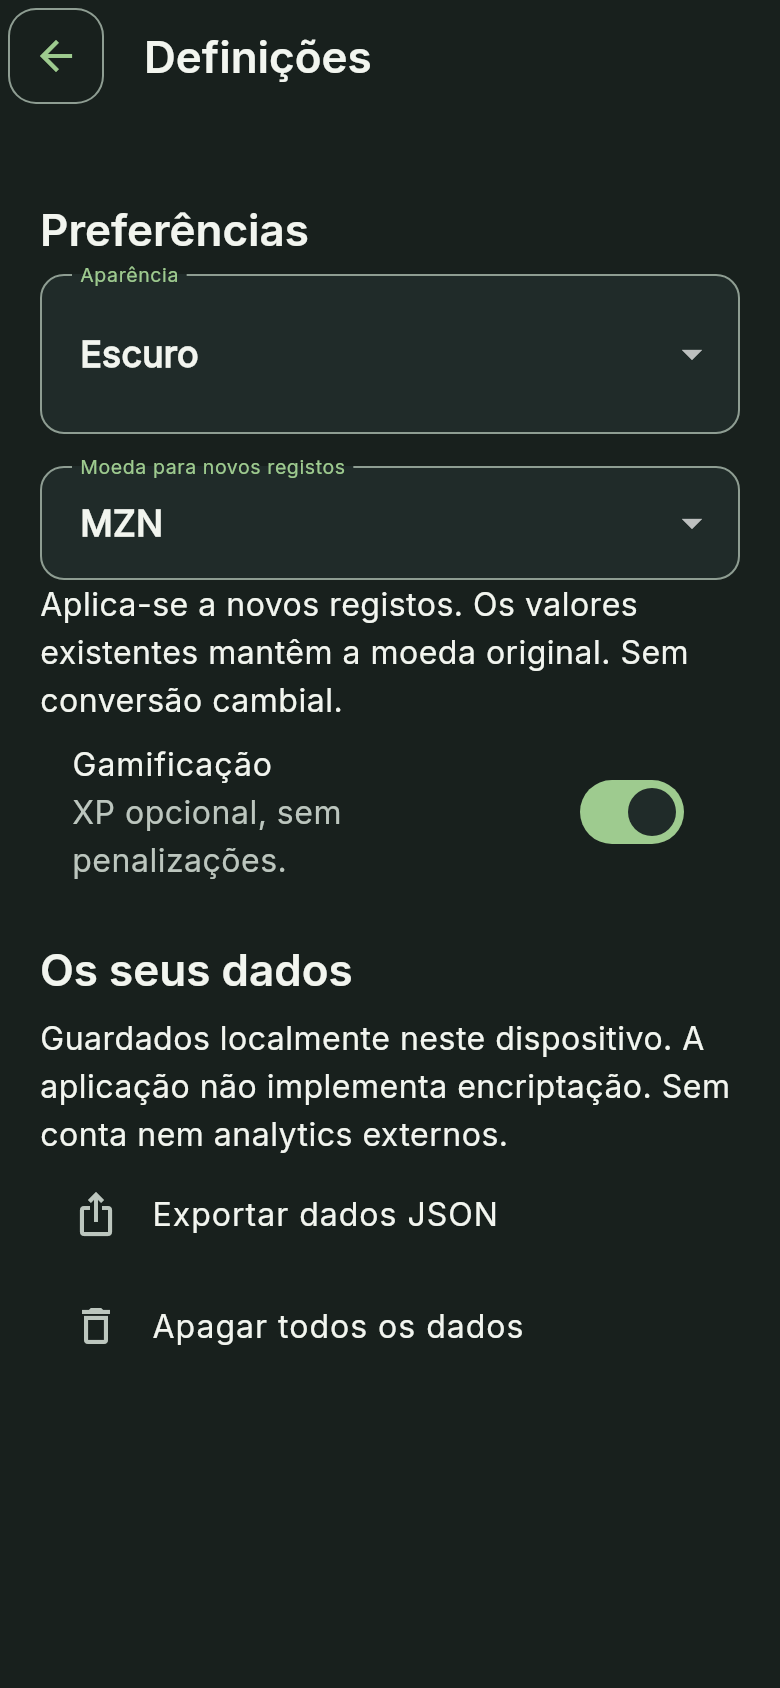 Definições
Preferências
Aparência
Escuro
Moeda para novos registos
MZN
Aplica-se a novos registos. Os valores
existentes mantêm a moeda original. Sem
conversão cambial.
Gamificação
XP opcional, sem
penalizações.
Os seus dados
Guardados localmente neste dispositivo. A
aplicação não implementa encriptação. Sem
conta nem analytics externos.
Exportar dados JSON
Apagar todos os dados